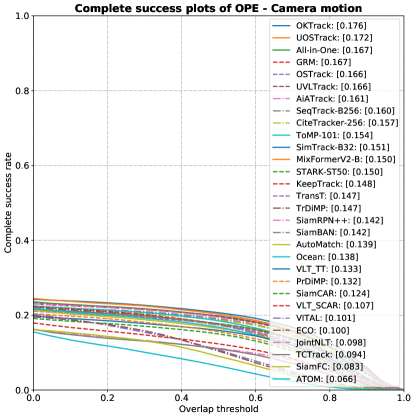 Complete success plots of OPE - Camera motion
Complete success rate
1.0
0.8
0.6
0.4
0.2
0.0
OKTrack: [0.176]
UOSTrack: [0.172]
All-in-One: [0.167]
GRM: [0.167]
OSTrack: [0.166]
UVLTrack: [0.166]
AiATrack: [0.161]
SeqTrack-B256: [0.160]
CiteTracker-256: [0.157]
ToMP-101: [0.154]
SimTrack-B32: [0.151]
MixFormerV2-B: [0.150]
STARK-ST50: [0.150]
KeepTrack: [0.148]
TransT: [0.147]
TrDiMP: [0.147]
SiamRPN++: [0.142]
SiamBAN: [0.142]
AutoMatch: [0.139]
Ocean: [0.138]
VLT_TT: [0.133]
PrDiMP: [0.132]
SiamCAR: [0.124]
VLT_SCAR: [0.107]
VITAL: [0.101]
ECO: [0.100]
JointNLT: [0.098]
TCTrack: [0.094]
SiamFC: [0.083]
ATOM: [0.066]
0.0 0.2 0.4 0.6 0.8 1.0
Overlap threshold